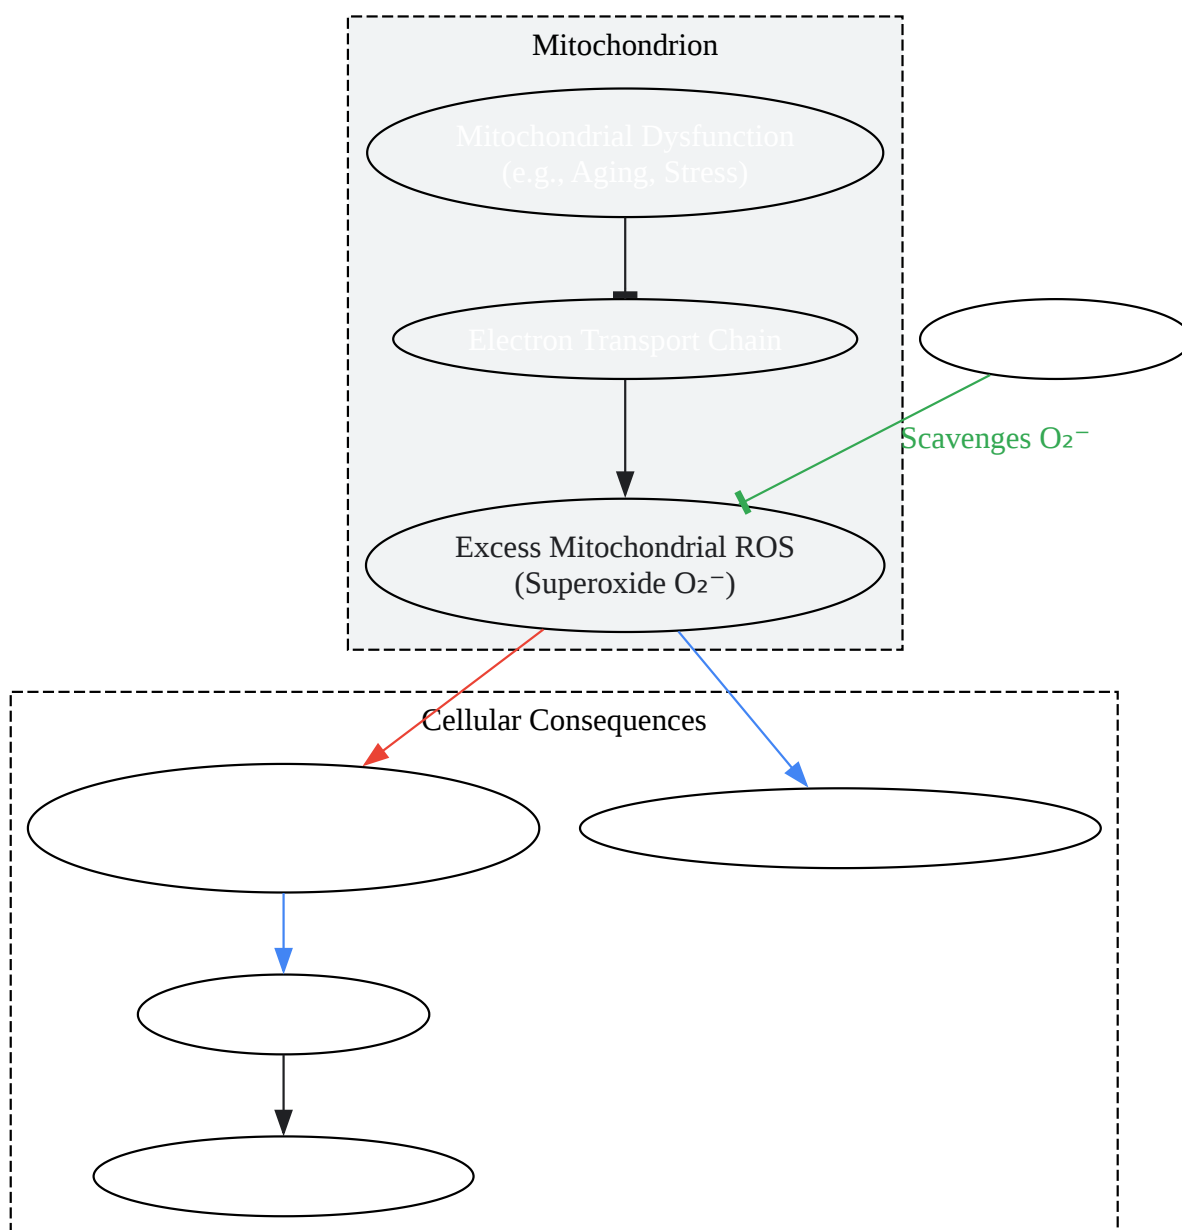 Mitochondrion
Mitochondrial Dysfunction
(e.g., Aging, Stress)
Electron Transport Chain
Scavenges O₂⁻
Excess Mitochondrial ROS
(Superoxide O₂⁻)
Cellular Consequences